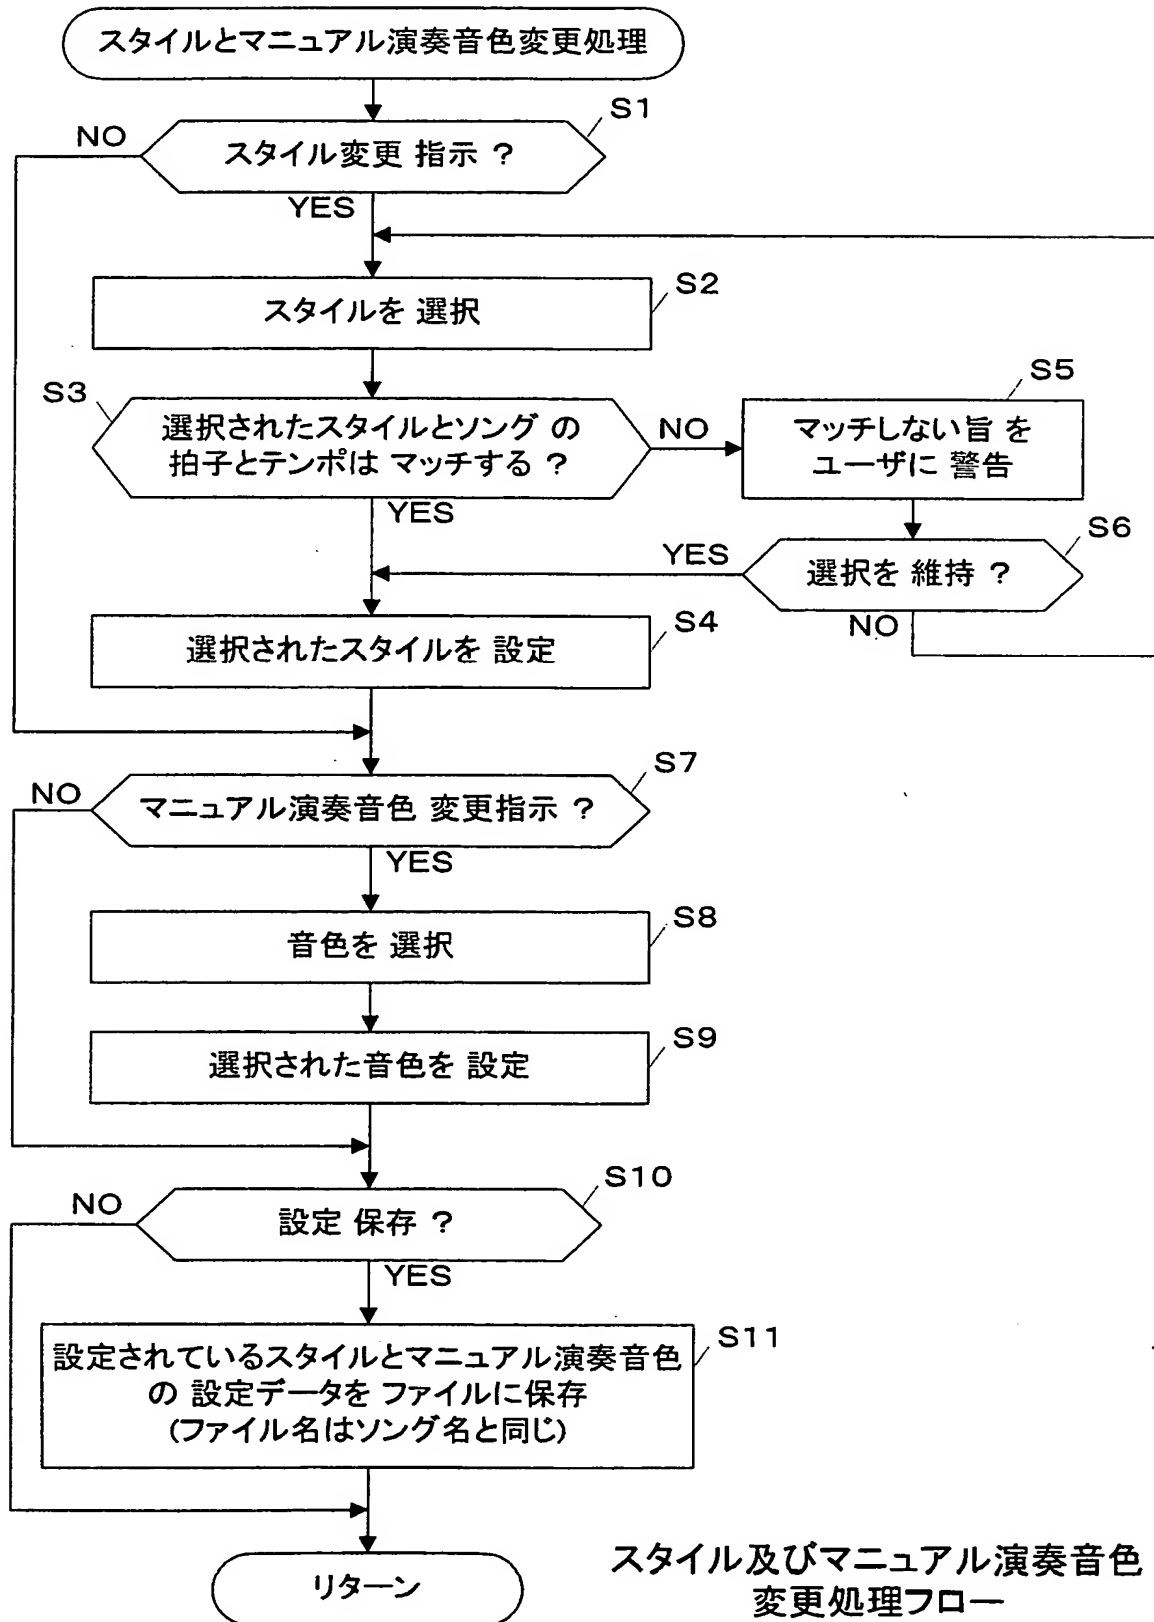 スタイルとマニュアル演奏音色変更処理
S1
NO
スタイル変更 指示 ?
YES
S2
スタイルを 選択
S3
選択されたスタイルとソング の
拍子とテンポは マッチする ?
NO
YES
S5
マッチしない旨 を
ユーザに 警告
S6
選択を 維持 ?
YES
NO
S4
選択されたスタイルを 設定
S7
NO
マニュアル演奏音色 変更指示 ?
YES
S8
音色を 選択
S9
選択された音色を 設定
S10
NO
設定 保存 ?
YES
S11
設定されているスタイルとマニュアル演奏音色
の 設定データを ファイルに保存
(ファイル名はソング名と同じ)
リターン
スタイル及びマニュアル演奏音色
変更処理フロー